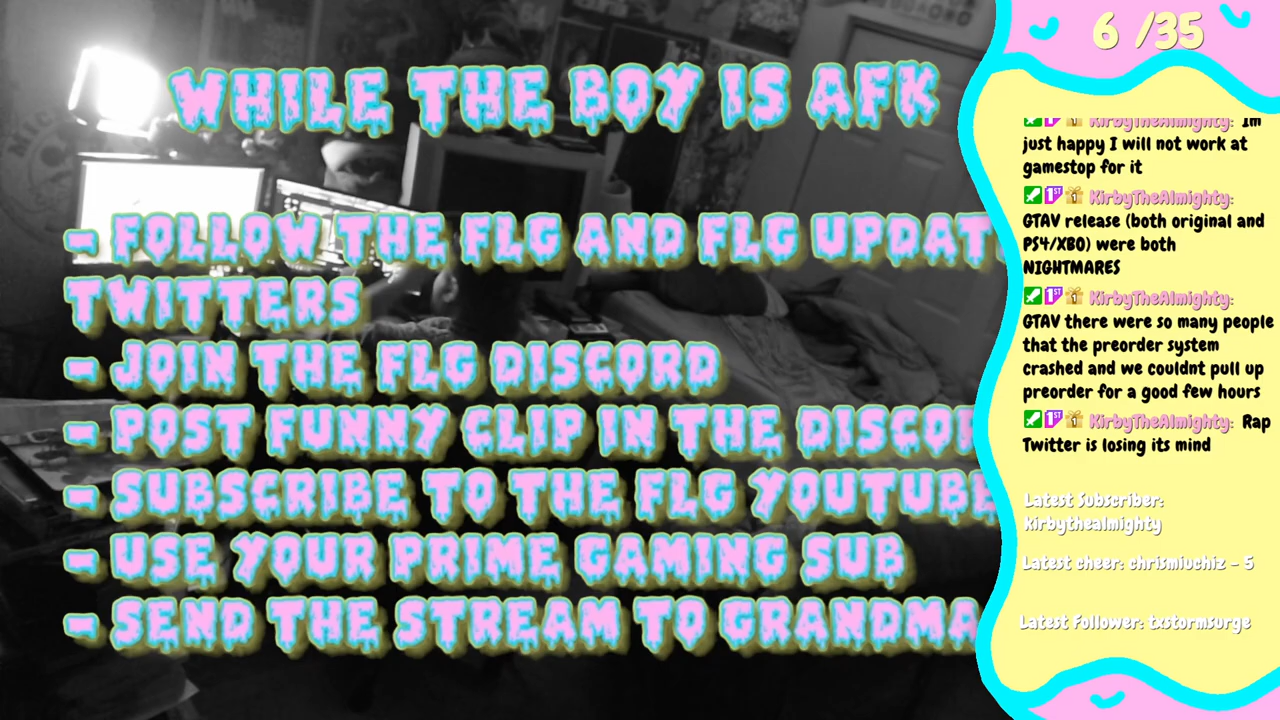 WHILE THE BOY IS AFK
- FOLLOW THE FLG AND FLG UPDAT
TWITTERS
- JOIN THE FLG DISCORD
- POST FUNNY CLIP IN THE DISCOR
- SUBSCRIBE TO THE FLG YOUTUBE
- USE YOUR PRIME GAMING SUB
- SEND THE STREAM TO GRANDMA
6 /35
KirbyTheAlmighty: Im
just happy I will not work at
gamestop for it
KirbyTheAlmighty:
GTAV release (both original and
PS4/XBO) were both
NIGHTMARES
KirbyTheAlmighty:
GTAV there were so many people
that the preorder system
crashed and we couldnt pull up
preorder for a good few hours
KirbyTheAlmighty: Rap
Twitter is losing its mind
Latest Subscriber:
kirbythealmighty
Latest cheer: chrismiuchiz - 5
Latest Follower: txstormsurge